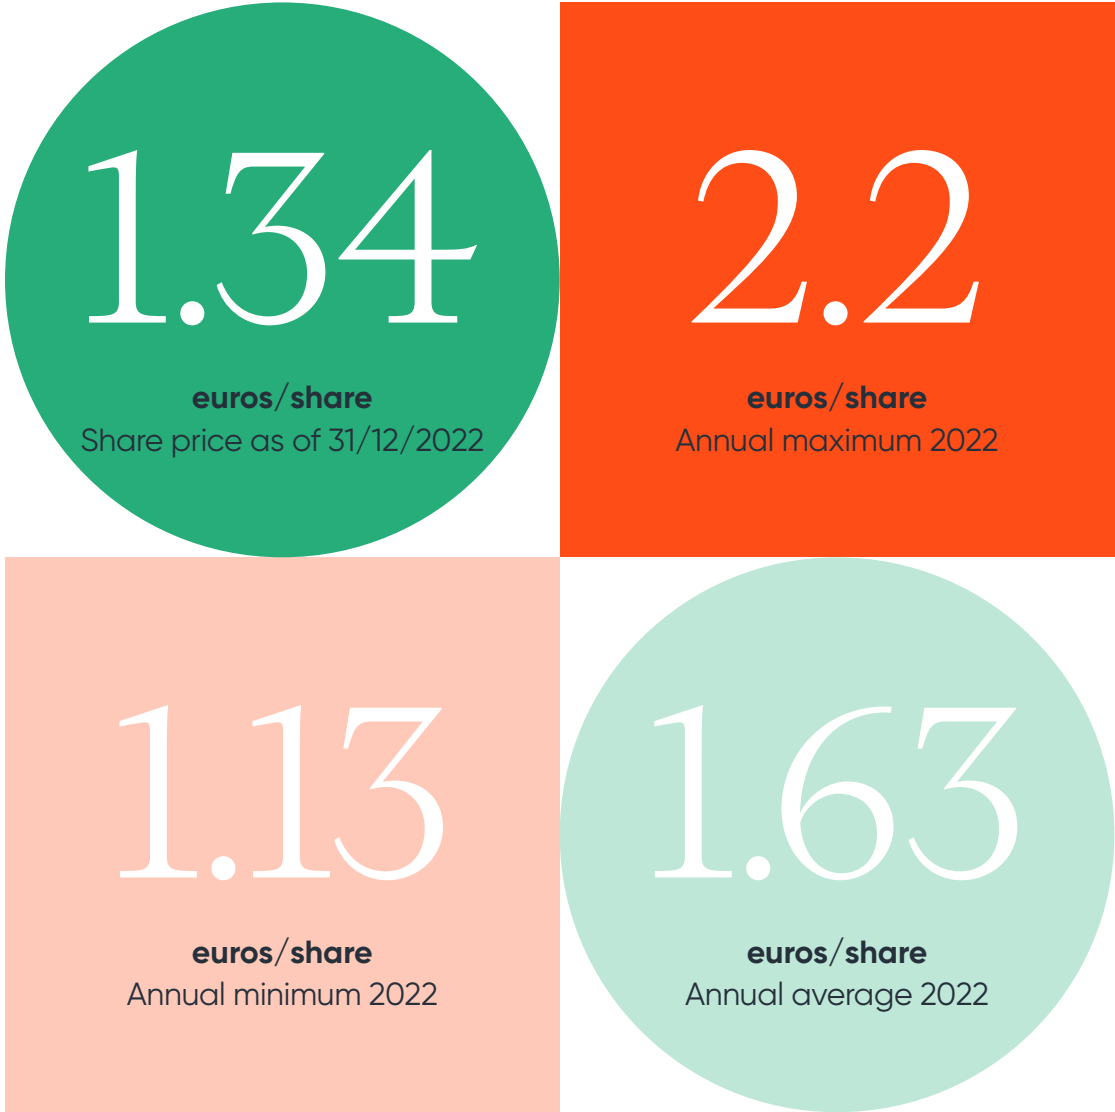 1.34
euros/share
Share price as of 31/12/2022
2.2
euros/share
Annual maximum 2022
1.13
euros/share
Annual minimum 2022
1.63
euros/share
Annual average 2022